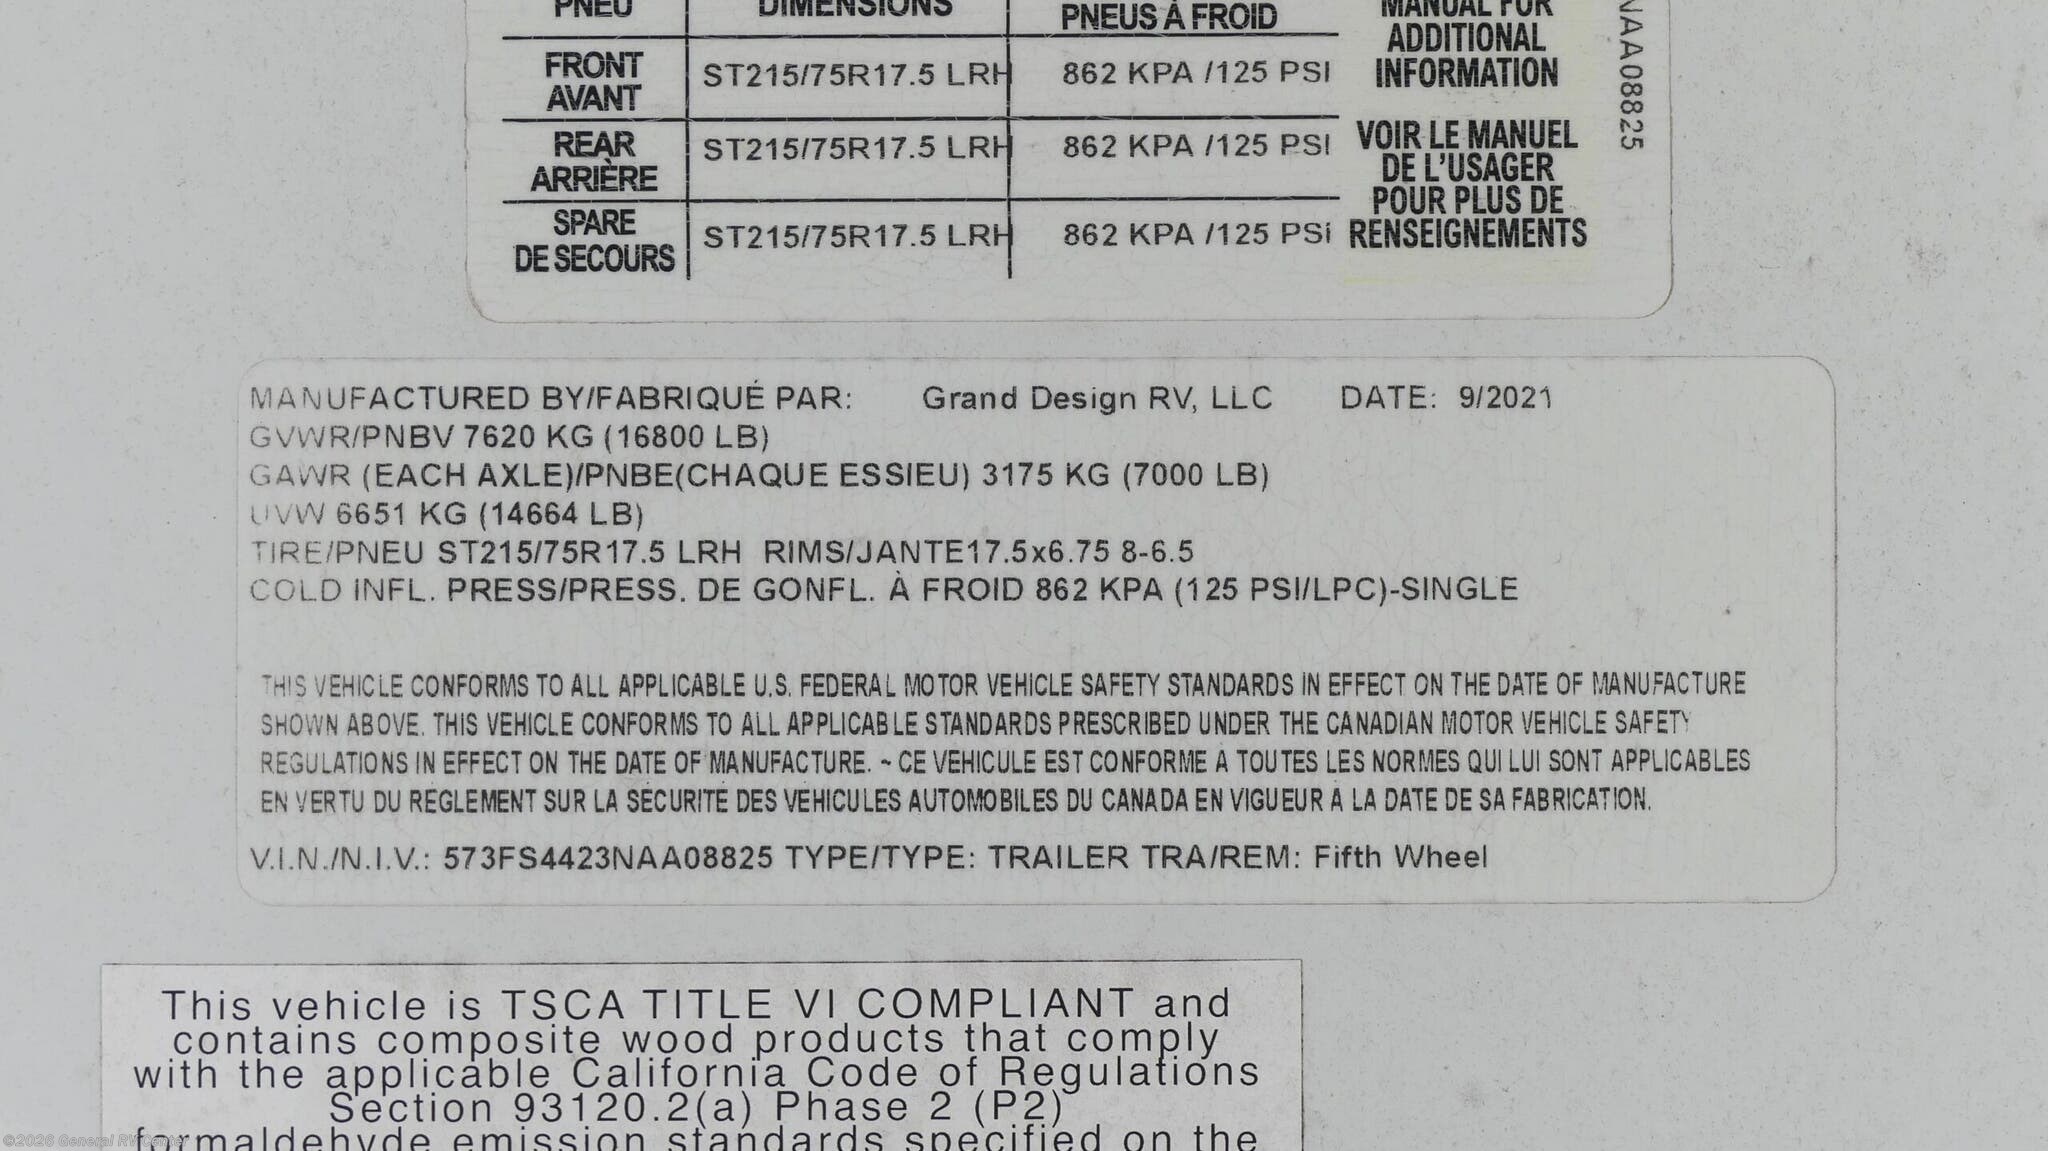 PNEU DIMENSIONS PNEUS À FROID
FRONT AVANT ST215/75R17.5 LRH 862 KPA /125 PSI
REAR ARRIÈRE ST215/75R17.5 LRH 862 KPA /125 PSI
SPARE DE SECOURS ST215/75R17.5 LRH 862 KPA /125 PSi
MANUAL FOR
ADDITIONAL
INFORMATION
VOIR LE MANUEL
DE L'USAGER
POUR PLUS DE
RENSEIGNEMENTS
NAA08825
MANUFACTURED BY/FABRIQUÉ PAR: Grand Design RV, LLC DATE: 9/2021
GVWR/PNBV 7620 KG (16800 LB)
GAWR (EACH AXLE)/PNBE(CHAQUE ESSIEU) 3175 KG (7000 LB)
UVW 6651 KG (14664 LB)
TIRE/PNEU ST215/75R17.5 LRH RIMS/JANTE17.5x6.75 8-6.5
COLD INFL. PRESS/PRESS. DE GONFL. À FROID 862 KPA (125 PSI/LPC)-SINGLE
THIS VEHICLE CONFORMS TO ALL APPLICABLE U.S. FEDERAL MOTOR VEHICLE SAFETY STANDARDS IN EFFECT ON THE DATE OF MANUFACTURE
SHOWN ABOVE. THIS VEHICLE CONFORMS TO ALL APPLICABLE STANDARDS PRESCRIBED UNDER THE CANADIAN MOTOR VEHICLE SAFETY
REGULATIONS IN EFFECT ON THE DATE OF MANUFACTURE. ~ CE VEHICULE EST CONFORME À TOUTES LES NORMES QUI LUI SONT APPLICABLES
EN VERTU DU RÈGLEMENT SUR LA SÉCURITÉ DES VÉHICULES AUTOMOBILES DU CANADA EN VIGUEUR À LA DATE DE SA FABRICATION.
V.I.N./N.I.V.: 573FS4423NAA08825 TYPE/TYPE: TRAILER TRA/REM: Fifth Wheel
This vehicle is TSCA TITLE VI COMPLIANT and
contains composite wood products that comply
with the applicable California Code of Regulations
Section 93120.2(a) Phase 2 (P2)
formaldehyde emission standards specified on the
©2026 General RV Center